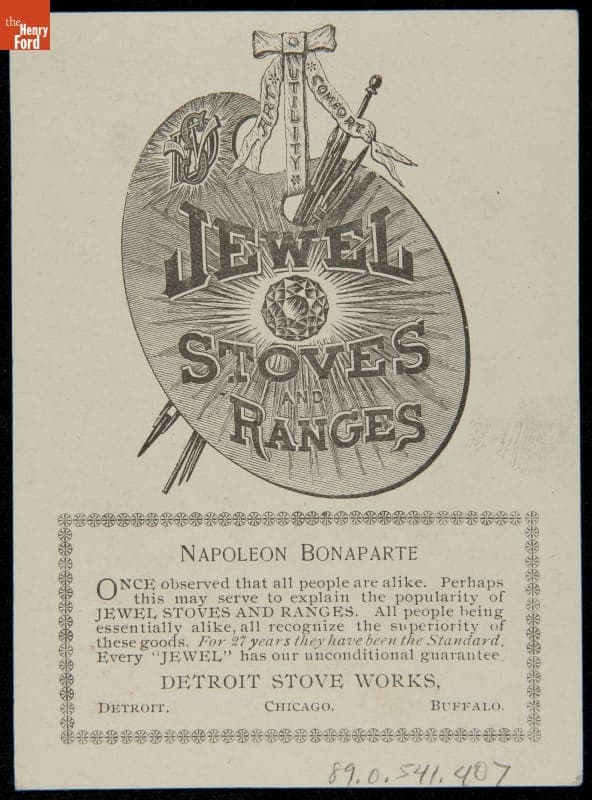 the
Henry
Ford
ART
UTILITY
COMFORT
DSW
JEWEL
STOVES
AND
RANGES
NAPOLEON BONAPARTE
ONCE observed that all people are alike. Perhaps
this may serve to explain the popularity of
JEWEL STOVES AND RANGES. All people being
essentially alike, all recognize the superiority of
these goods. For 27 years they have been the Standard.
Every "JEWEL" has our unconditional guarantee.
DETROIT STOVE WORKS,
DETROIT. CHICAGO. BUFFALO.
89.0.541.407